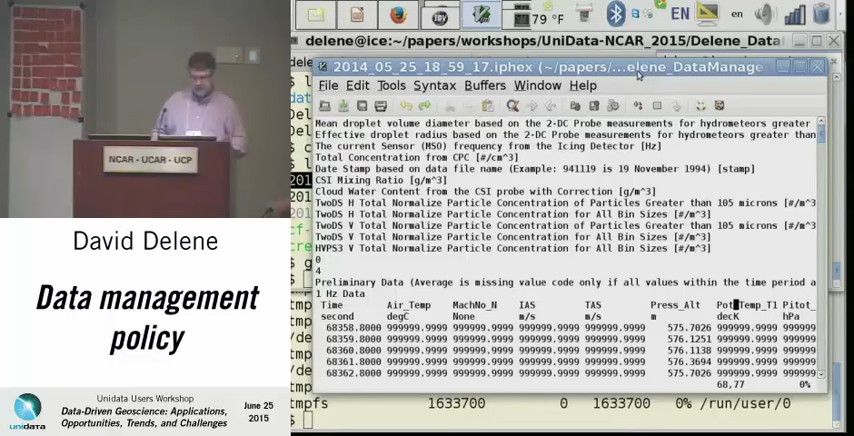 79 °F
EN
en
delene@ice:~/papers/workshops/UniData-NCAR_2015/Delene_Data
2014_05_25_18_59_17.iphex (~/papers/...elene_DataManage
File Edit Tools Syntax Buffers Window Help
Mean droplet volume diameter based on the 2-DC Probe measurements for hydrometeors greater
Effective droplet radius based on the 2-DC Probe measurements for hydrometeors greater than
The current Sensor (MSO) frequency from the Icing Detector [Hz]
Total Concentration from CPC [#/cm^3]
Date Stamp based on data file name (Example: 941119 is 19 November 1994) [stamp]
CSI Mixing Ratio [g/m^3]
Cloud Water Content from the CSI probe with Correction [g/m^3]
TwoDS H Total Normalize Particle Concentration of Particles Greater than 105 microns [#/m^3
TwoDS H Total Normalize Particle Concentration for All Bin Sizes [#/m^3]
TwoDS V Total Normalize Particle Concentration of Particles Greater than 105 microns [#/m^3
TwoDS V Total Normalize Particle Concentration for All Bin Sizes [#/m^3]
HVPS3 V Total Normalize Particle Concentration for All Bin Sizes [#/m^3]
0
4
Preliminary Data (Average is missing value code only if all values within the time period a
1 Hz Data
Time Air_Temp MachNo_N IAS TAS Press_Alt Pot_Temp_T1 Pitot_
second degC None m/s m/s m decK hPa
68358.8000 999999.9999 999999.9999 999999.9999 999999.9999 575.7026 999999.9999 999999
68359.8000 999999.9999 999999.9999 999999.9999 999999.9999 576.1251 999999.9999 999999
68360.8000 999999.9999 999999.9999 999999.9999 999999.9999 576.1138 999999.9999 999999
68361.8000 999999.9999 999999.9999 999999.9999 999999.9999 576.3694 999999.9999 999999
68362.8000 999999.9999 999999.9999 999999.9999 999999.9999 575.7026 999999.9999 999999
68,77 0%
tmpfs 1633700 0 1633700 0% /run/user/0
$
NCAR - UCAR - UCP
David Delene
Data management
policy
unidata
Unidata Users Workshop
Data-Driven Geoscience: Applications,
Opportunities, Trends, and Challenges
June 25
2015